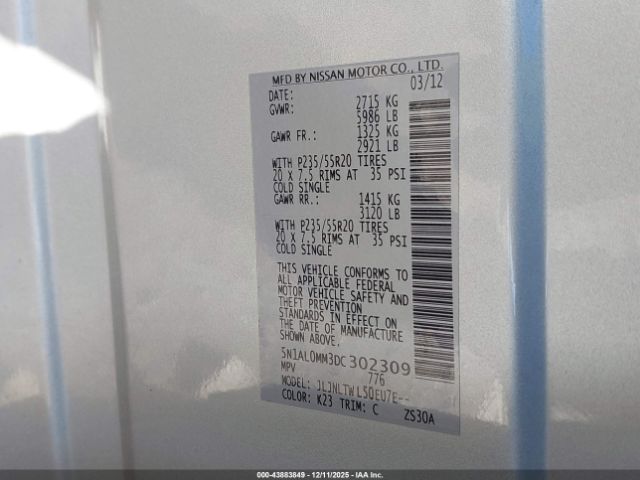 MFD BY NISSAN MOTOR CO., LTD.
DATE: 03/12
GVWR: 2715 KG
5986 LB
GAWR FR.: 1325 KG
2921 LB
WITH P235/55R20 TIRES
20 X 7.5 RIMS AT 35 PSI
COLD SINGLE
GAWR RR.: 1415 KG
3120 LB
WITH P235/55R20 TIRES
20 X 7.5 RIMS AT 35 PSI
COLD SINGLE
THIS VEHICLE CONFORMS TO
ALL APPLICABLE FEDERAL
MOTOR VEHICLE SAFETY AND
THEFT PREVENTION
STANDARDS IN EFFECT ON
THE DATE OF MANUFACTURE
SHOWN ABOVE.
5N1AL0MM3DC302309
MPV 776
MODEL: JLJNLTWL50EU7E--
COLOR: K23 TRIM: C ZS30A
000-43883849 - 12/11/2025 - IAA Inc.